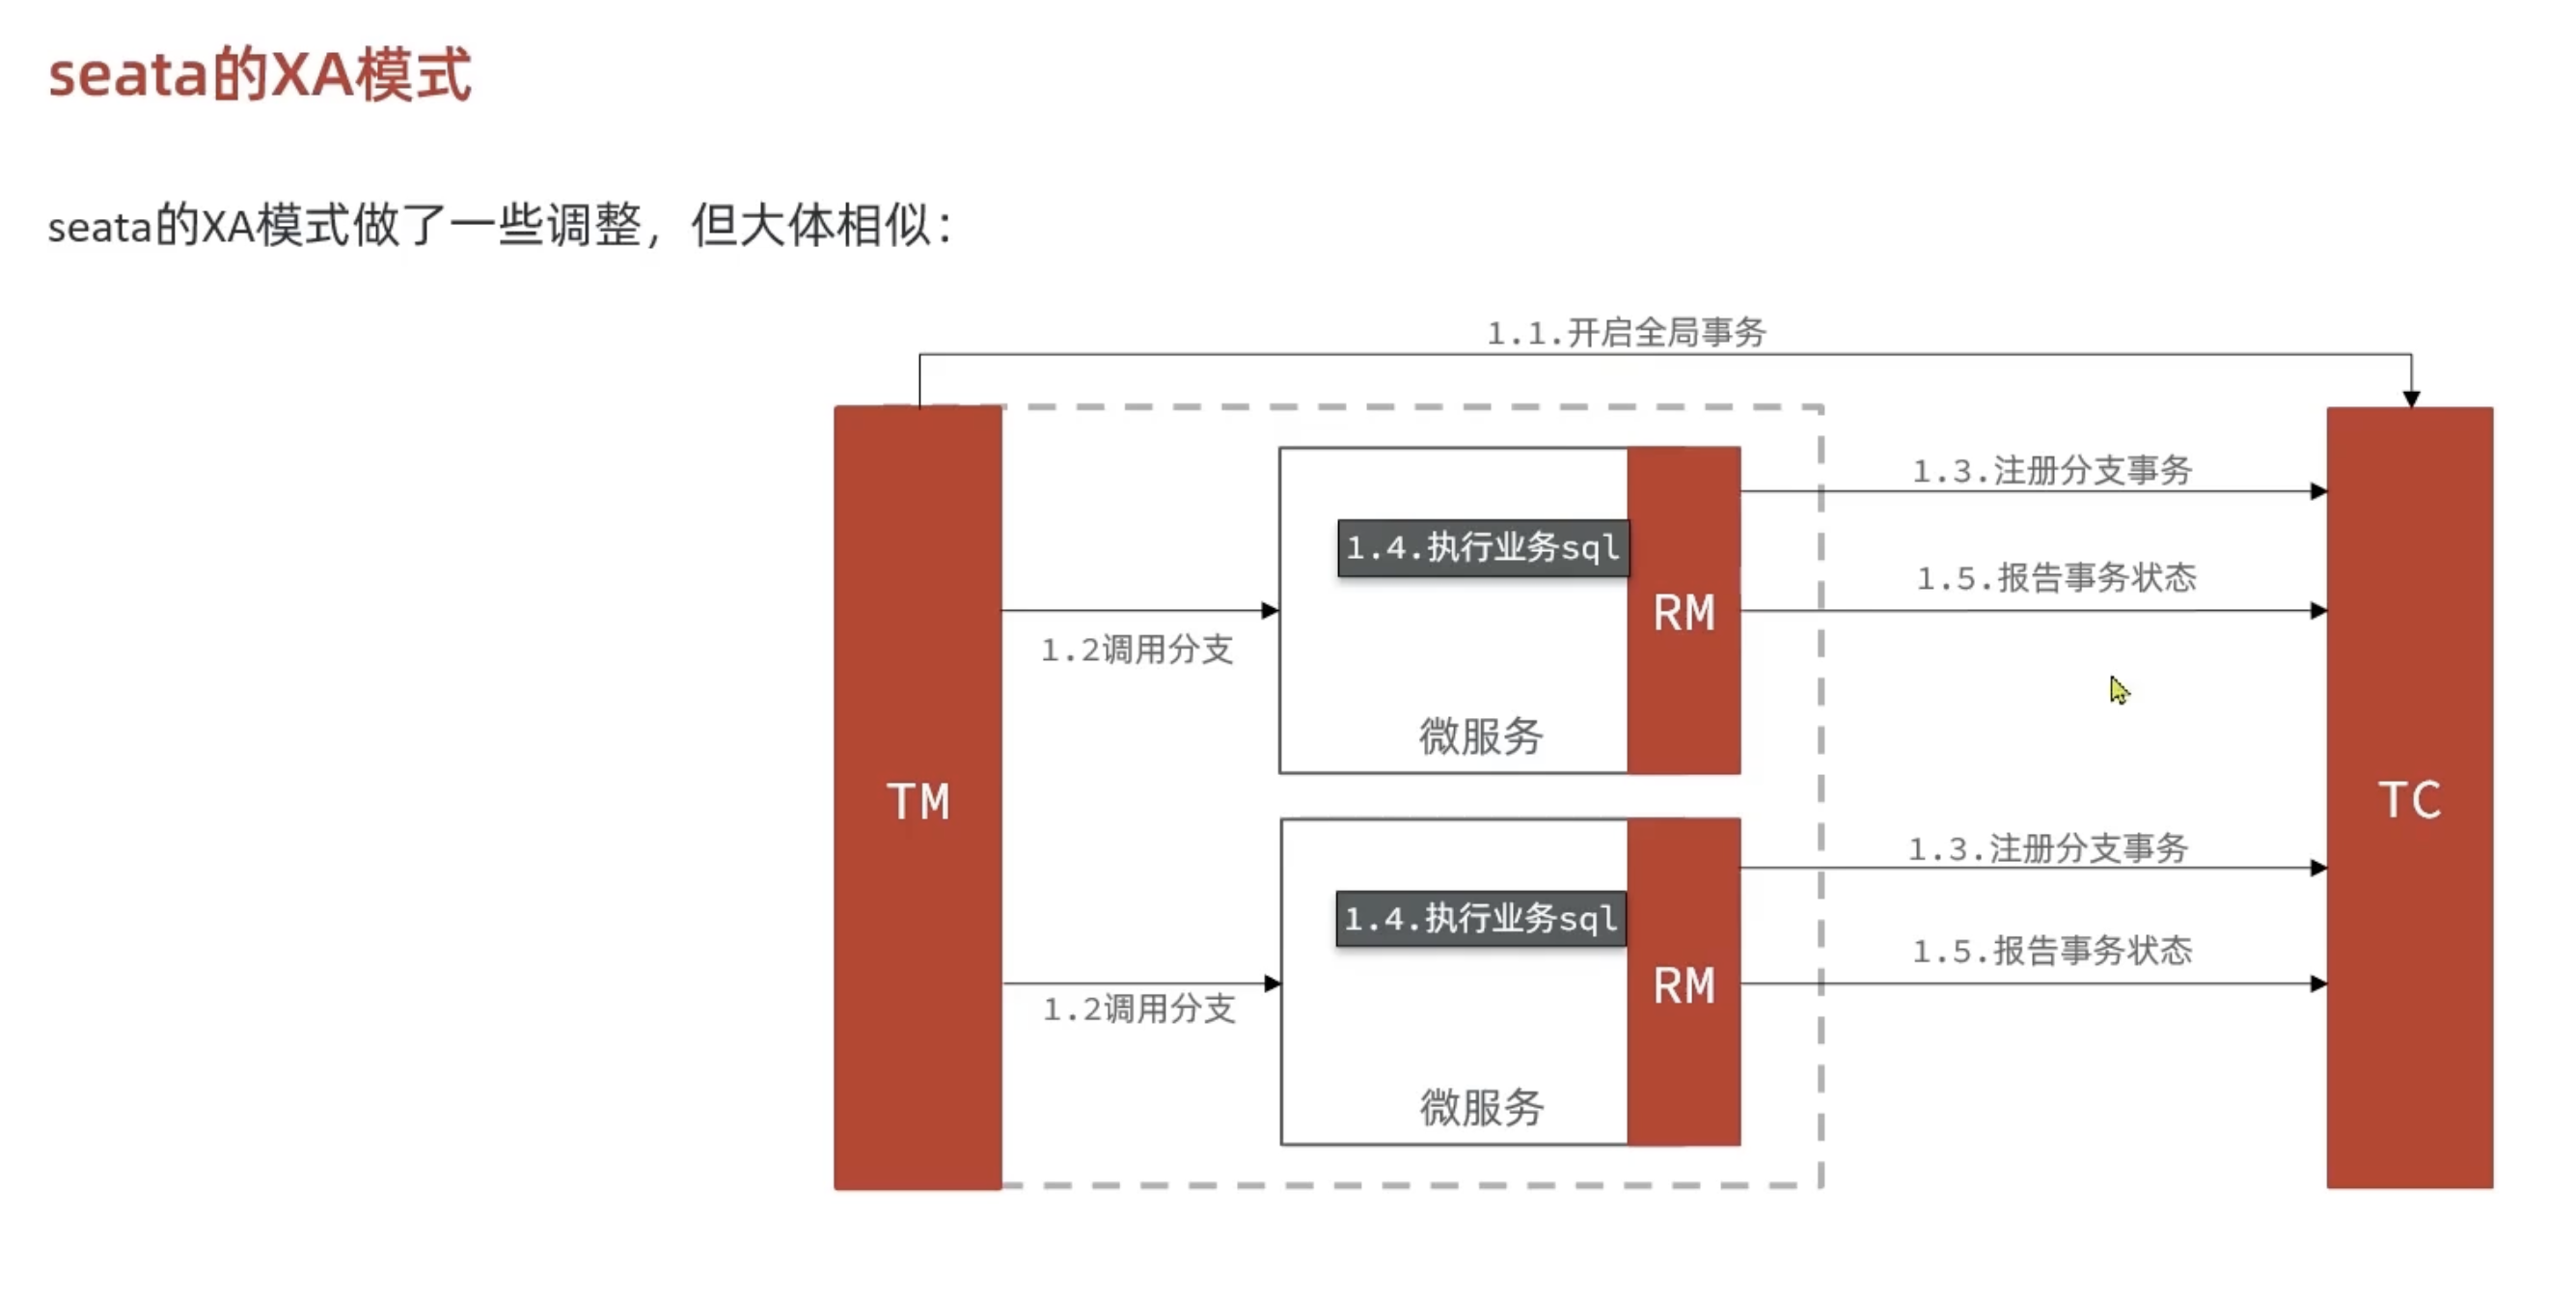 seata的XA模式
seata的XA模式做了一些调整，但大体相似：
1.1.开启全局事务
1.3.注册分支事务
1.4.执行业务sql
1.5.报告事务状态
RM
1.2调用分支
微服务
TM
TC
1.3.注册分支事务
1.4.执行业务sql
1.5.报告事务状态
RM
1.2调用分支
微服务